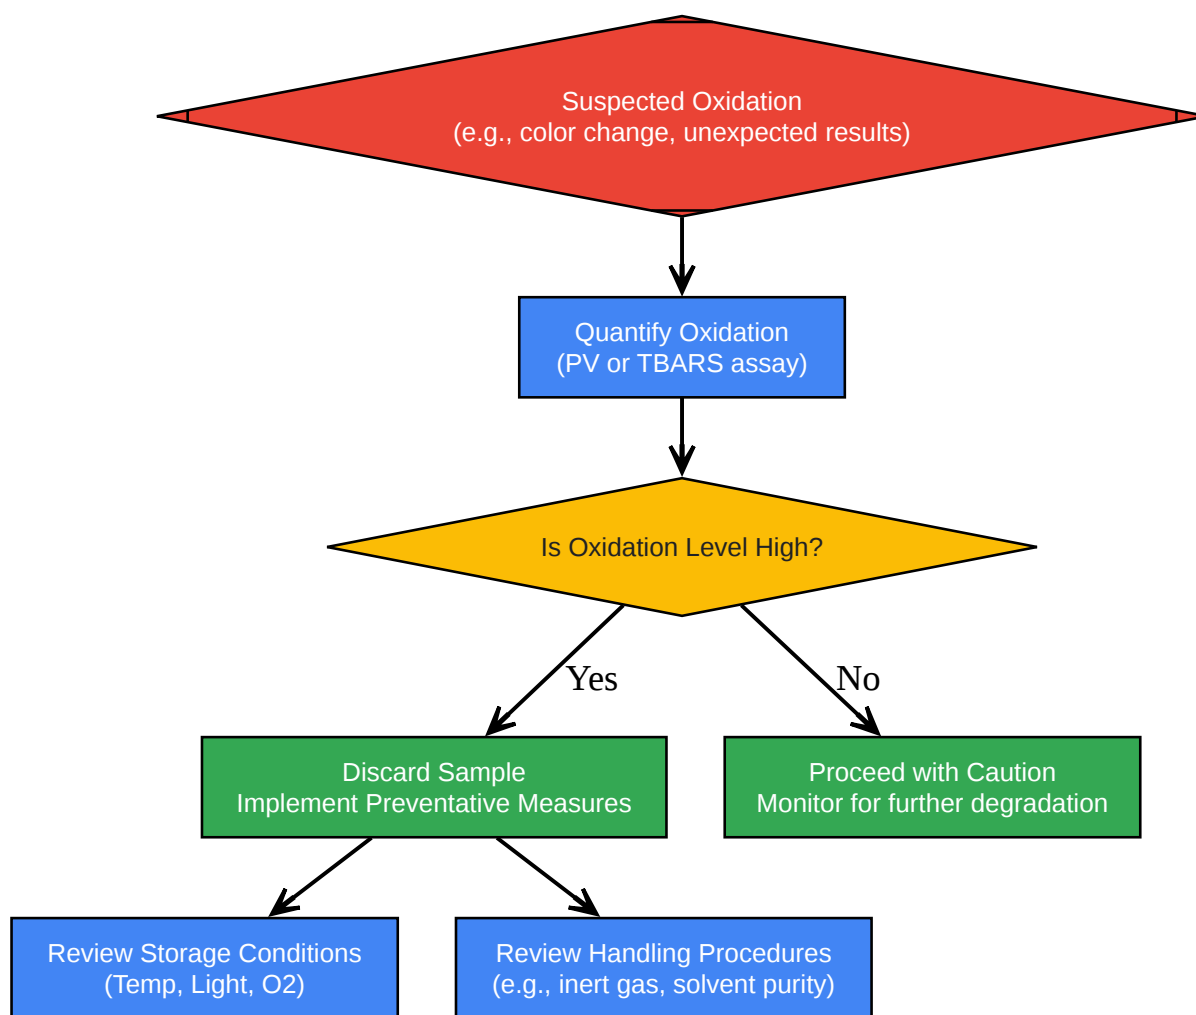 Suspected Oxidation
(e.g., color change, unexpected results)
Quantify Oxidation
(PV or TBARS assay)
Is Oxidation Level High?
Yes
No
Discard Sample
Implement Preventative Measures
Proceed with Caution
Monitor for further degradation
Review Storage Conditions
(Temp, Light, O2)
Review Handling Procedures
(e.g., inert gas, solvent purity)